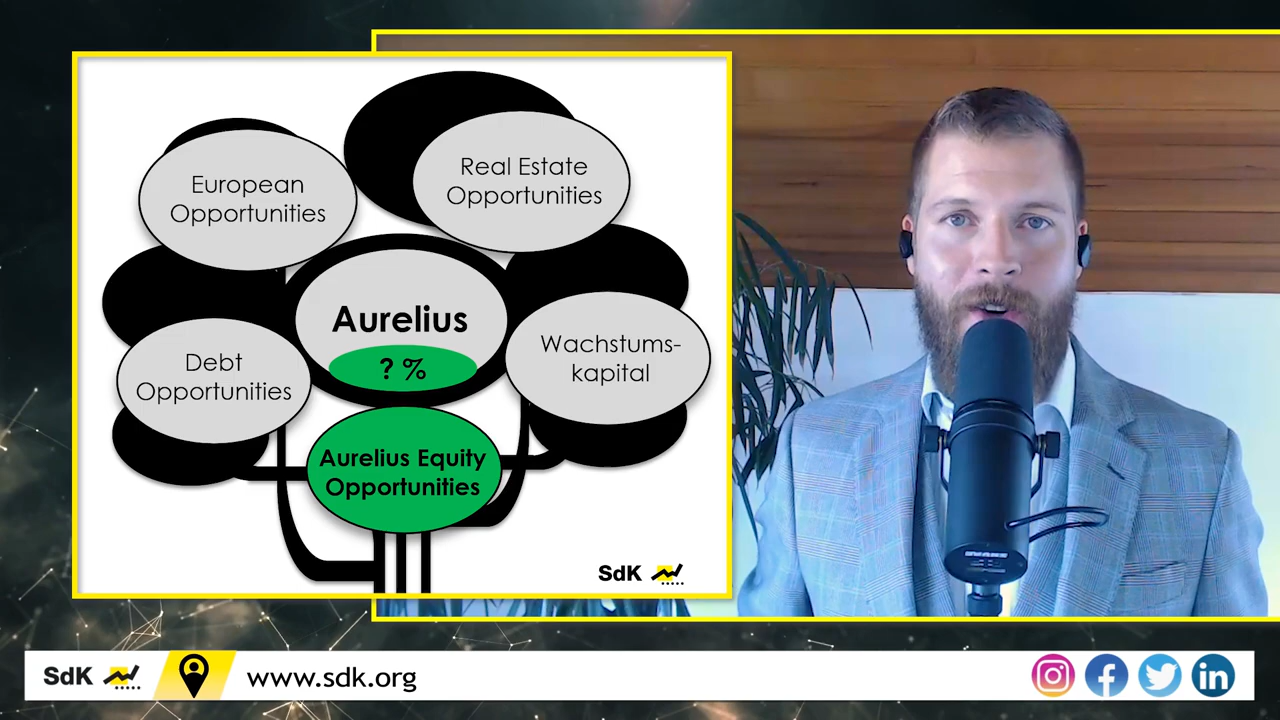 European
Opportunities
Real Estate
Opportunities
Aurelius
? %
Wachstums-
kapital
Debt
Opportunities
Aurelius Equity
Opportunities
SdK
SdK
www.sdk.org